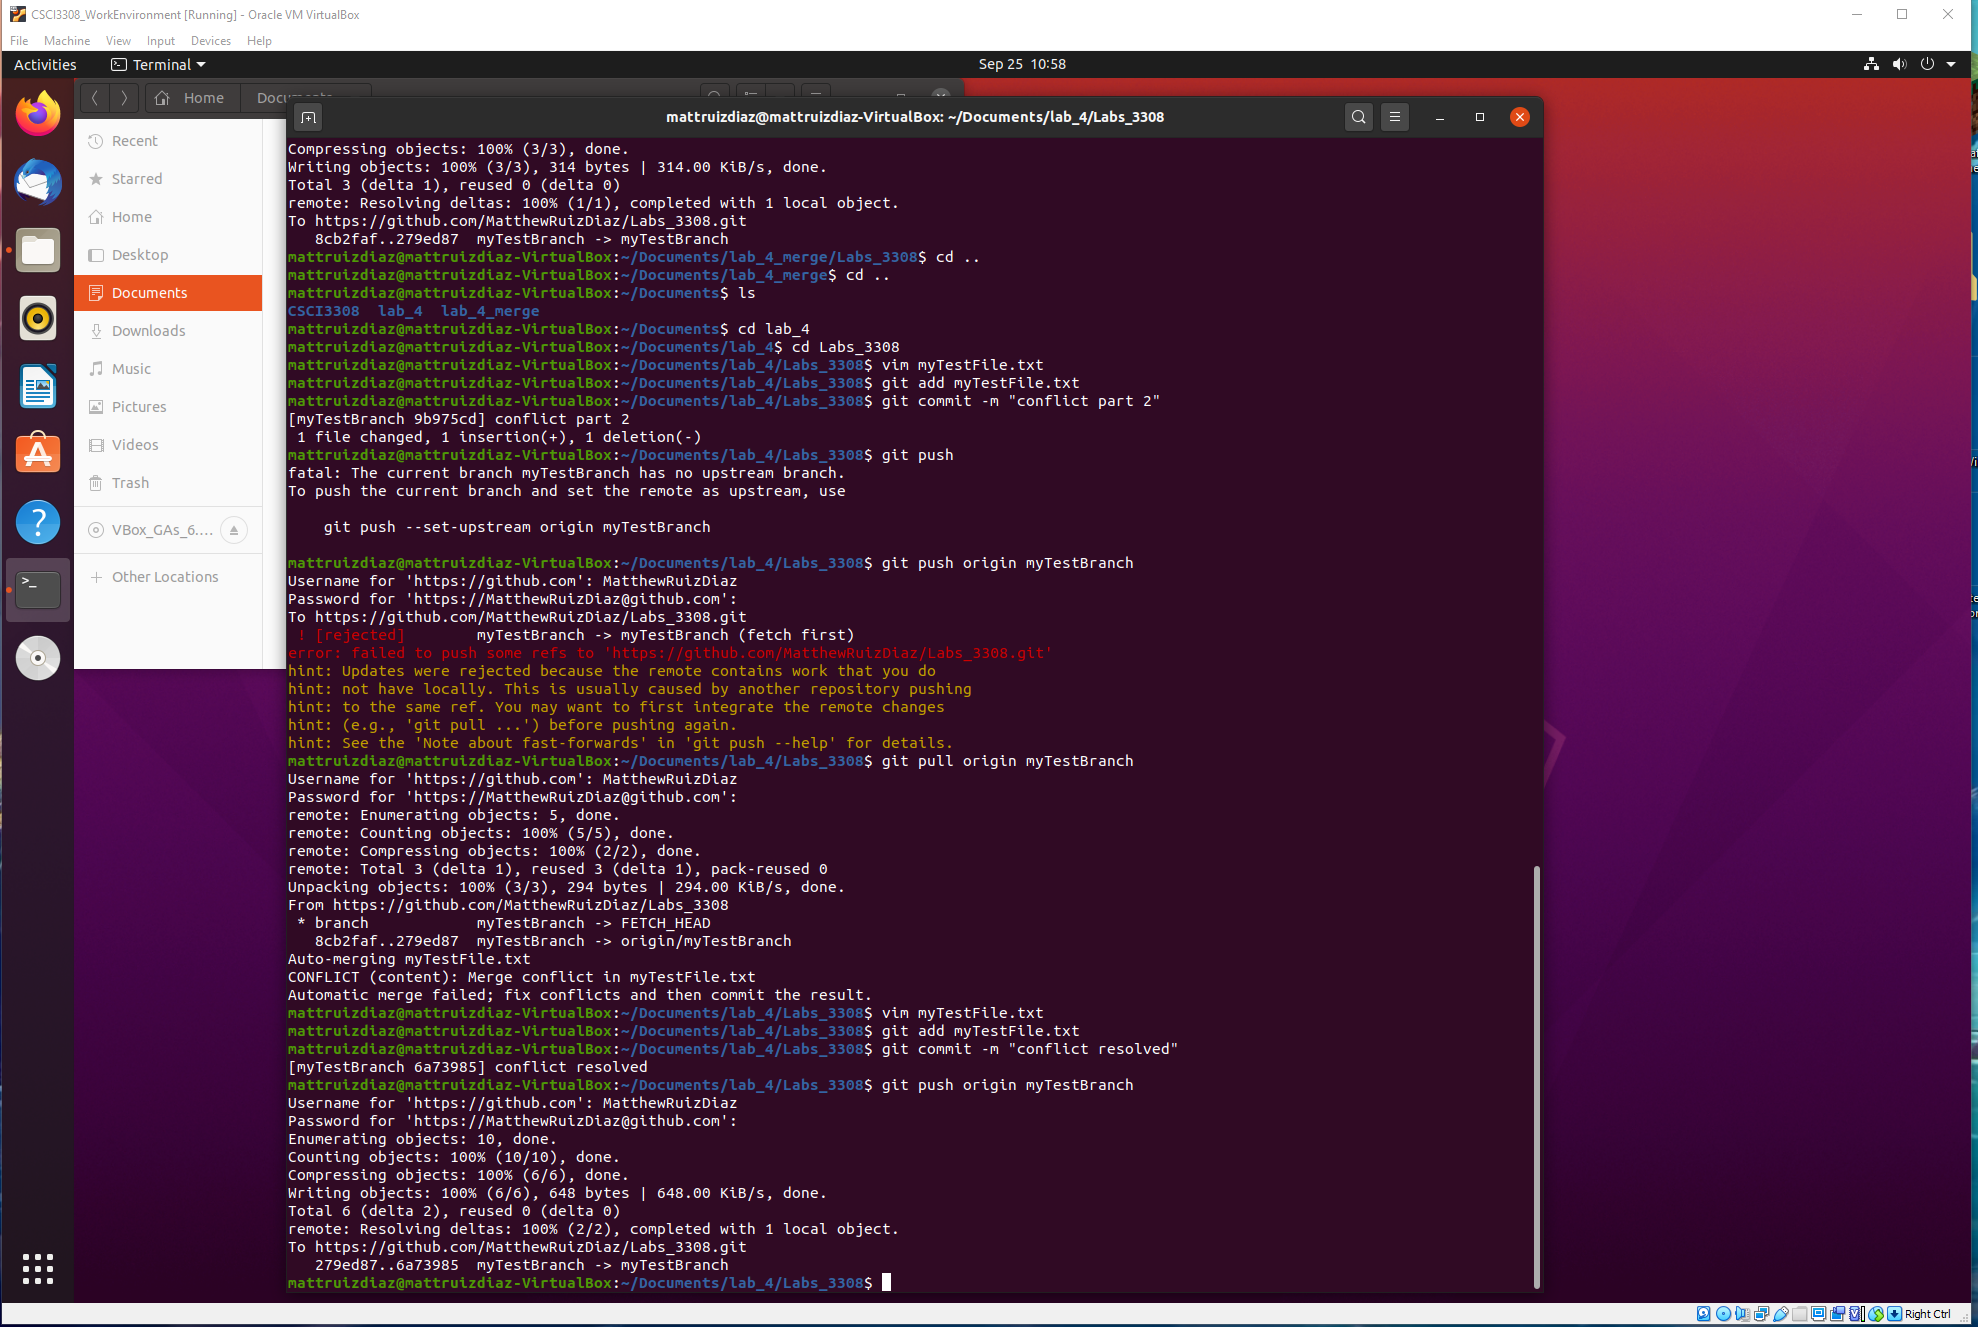 CSCI3308_WorkEnvironment [Running] - Oracle VM VirtualBox
File Machine View Input Devices Help
Activities Terminal Sep 25 10:58
Home Documents
mattruizdiaz@mattruizdiaz-VirtualBox: ~/Documents/lab_4/Labs_3308
Recent
Starred
Home
Desktop
Documents
Downloads
Music
Pictures
Videos
Trash
VBox_GAs_6....
Other Locations
Compressing objects: 100% (3/3), done.
Writing objects: 100% (3/3), 314 bytes | 314.00 KiB/s, done.
Total 3 (delta 1), reused 0 (delta 0)
remote: Resolving deltas: 100% (1/1), completed with 1 local object.
To https://github.com/MatthewRuizDiaz/Labs_3308.git
   8cb2faf..279ed87  myTestBranch -> myTestBranch
mattruizdiaz@mattruizdiaz-VirtualBox:~/Documents/lab_4_merge/Labs_3308$ cd ..
mattruizdiaz@mattruizdiaz-VirtualBox:~/Documents/lab_4_merge$ cd ..
mattruizdiaz@mattruizdiaz-VirtualBox:~/Documents$ ls
CSCI3308  lab_4  lab_4_merge
mattruizdiaz@mattruizdiaz-VirtualBox:~/Documents$ cd lab_4
mattruizdiaz@mattruizdiaz-VirtualBox:~/Documents/lab_4$ cd Labs_3308
mattruizdiaz@mattruizdiaz-VirtualBox:~/Documents/lab_4/Labs_3308$ vim myTestFile.txt
mattruizdiaz@mattruizdiaz-VirtualBox:~/Documents/lab_4/Labs_3308$ git add myTestFile.txt
mattruizdiaz@mattruizdiaz-VirtualBox:~/Documents/lab_4/Labs_3308$ git commit -m "conflict part 2"
[myTestBranch 9b975cd] conflict part 2
 1 file changed, 1 insertion(+), 1 deletion(-)
mattruizdiaz@mattruizdiaz-VirtualBox:~/Documents/lab_4/Labs_3308$ git push
fatal: The current branch myTestBranch has no upstream branch.
To push the current branch and set the remote as upstream, use
    git push --set-upstream origin myTestBranch
mattruizdiaz@mattruizdiaz-VirtualBox:~/Documents/lab_4/Labs_3308$ git push origin myTestBranch
Username for 'https://github.com': MatthewRuizDiaz
Password for 'https://MatthewRuizDiaz@github.com':
To https://github.com/MatthewRuizDiaz/Labs_3308.git
 ! [rejected]        myTestBranch -> myTestBranch (fetch first)
error: failed to push some refs to 'https://github.com/MatthewRuizDiaz/Labs_3308.git'
hint: Updates were rejected because the remote contains work that you do
hint: not have locally. This is usually caused by another repository pushing
hint: to the same ref. You may want to first integrate the remote changes
hint: (e.g., 'git pull ...') before pushing again.
hint: See the 'Note about fast-forwards' in 'git push --help' for details.
mattruizdiaz@mattruizdiaz-VirtualBox:~/Documents/lab_4/Labs_3308$ git pull origin myTestBranch
Username for 'https://github.com': MatthewRuizDiaz
Password for 'https://MatthewRuizDiaz@github.com':
remote: Enumerating objects: 5, done.
remote: Counting objects: 100% (5/5), done.
remote: Compressing objects: 100% (2/2), done.
remote: Total 3 (delta 1), reused 3 (delta 1), pack-reused 0
Unpacking objects: 100% (3/3), 294 bytes | 294.00 KiB/s, done.
From https://github.com/MatthewRuizDiaz/Labs_3308
 * branch            myTestBranch -> FETCH_HEAD
   8cb2faf..279ed87  myTestBranch -> origin/myTestBranch
Auto-merging myTestFile.txt
CONFLICT (content): Merge conflict in myTestFile.txt
Automatic merge failed; fix conflicts and then commit the result.
mattruizdiaz@mattruizdiaz-VirtualBox:~/Documents/lab_4/Labs_3308$ vim myTestFile.txt
mattruizdiaz@mattruizdiaz-VirtualBox:~/Documents/lab_4/Labs_3308$ git add myTestFile.txt
mattruizdiaz@mattruizdiaz-VirtualBox:~/Documents/lab_4/Labs_3308$ git commit -m "conflict resolved"
[myTestBranch 6a73985] conflict resolved
mattruizdiaz@mattruizdiaz-VirtualBox:~/Documents/lab_4/Labs_3308$ git push origin myTestBranch
Username for 'https://github.com': MatthewRuizDiaz
Password for 'https://MatthewRuizDiaz@github.com':
Enumerating objects: 10, done.
Counting objects: 100% (10/10), done.
Compressing objects: 100% (6/6), done.
Writing objects: 100% (6/6), 648 bytes | 648.00 KiB/s, done.
Total 6 (delta 2), reused 0 (delta 0)
remote: Resolving deltas: 100% (2/2), completed with 1 local object.
To https://github.com/MatthewRuizDiaz/Labs_3308.git
   279ed87..6a73985  myTestBranch -> myTestBranch
mattruizdiaz@mattruizdiaz-VirtualBox:~/Documents/lab_4/Labs_3308$
Right Ctrl